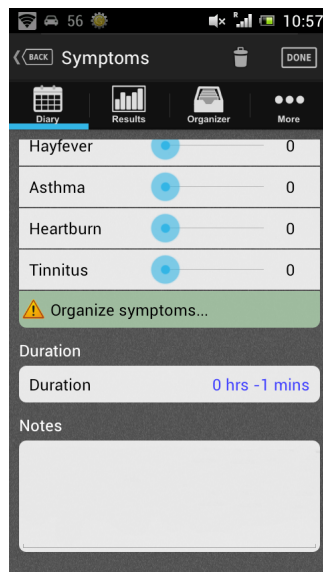 56 R 10:57
BACK Symptoms DONE
Diary Results Organizer More
Hayfever 0
Asthma 0
Heartburn 0
Tinnitus 0
Organize symptoms...
Duration
Duration 0 hrs -1 mins
Notes